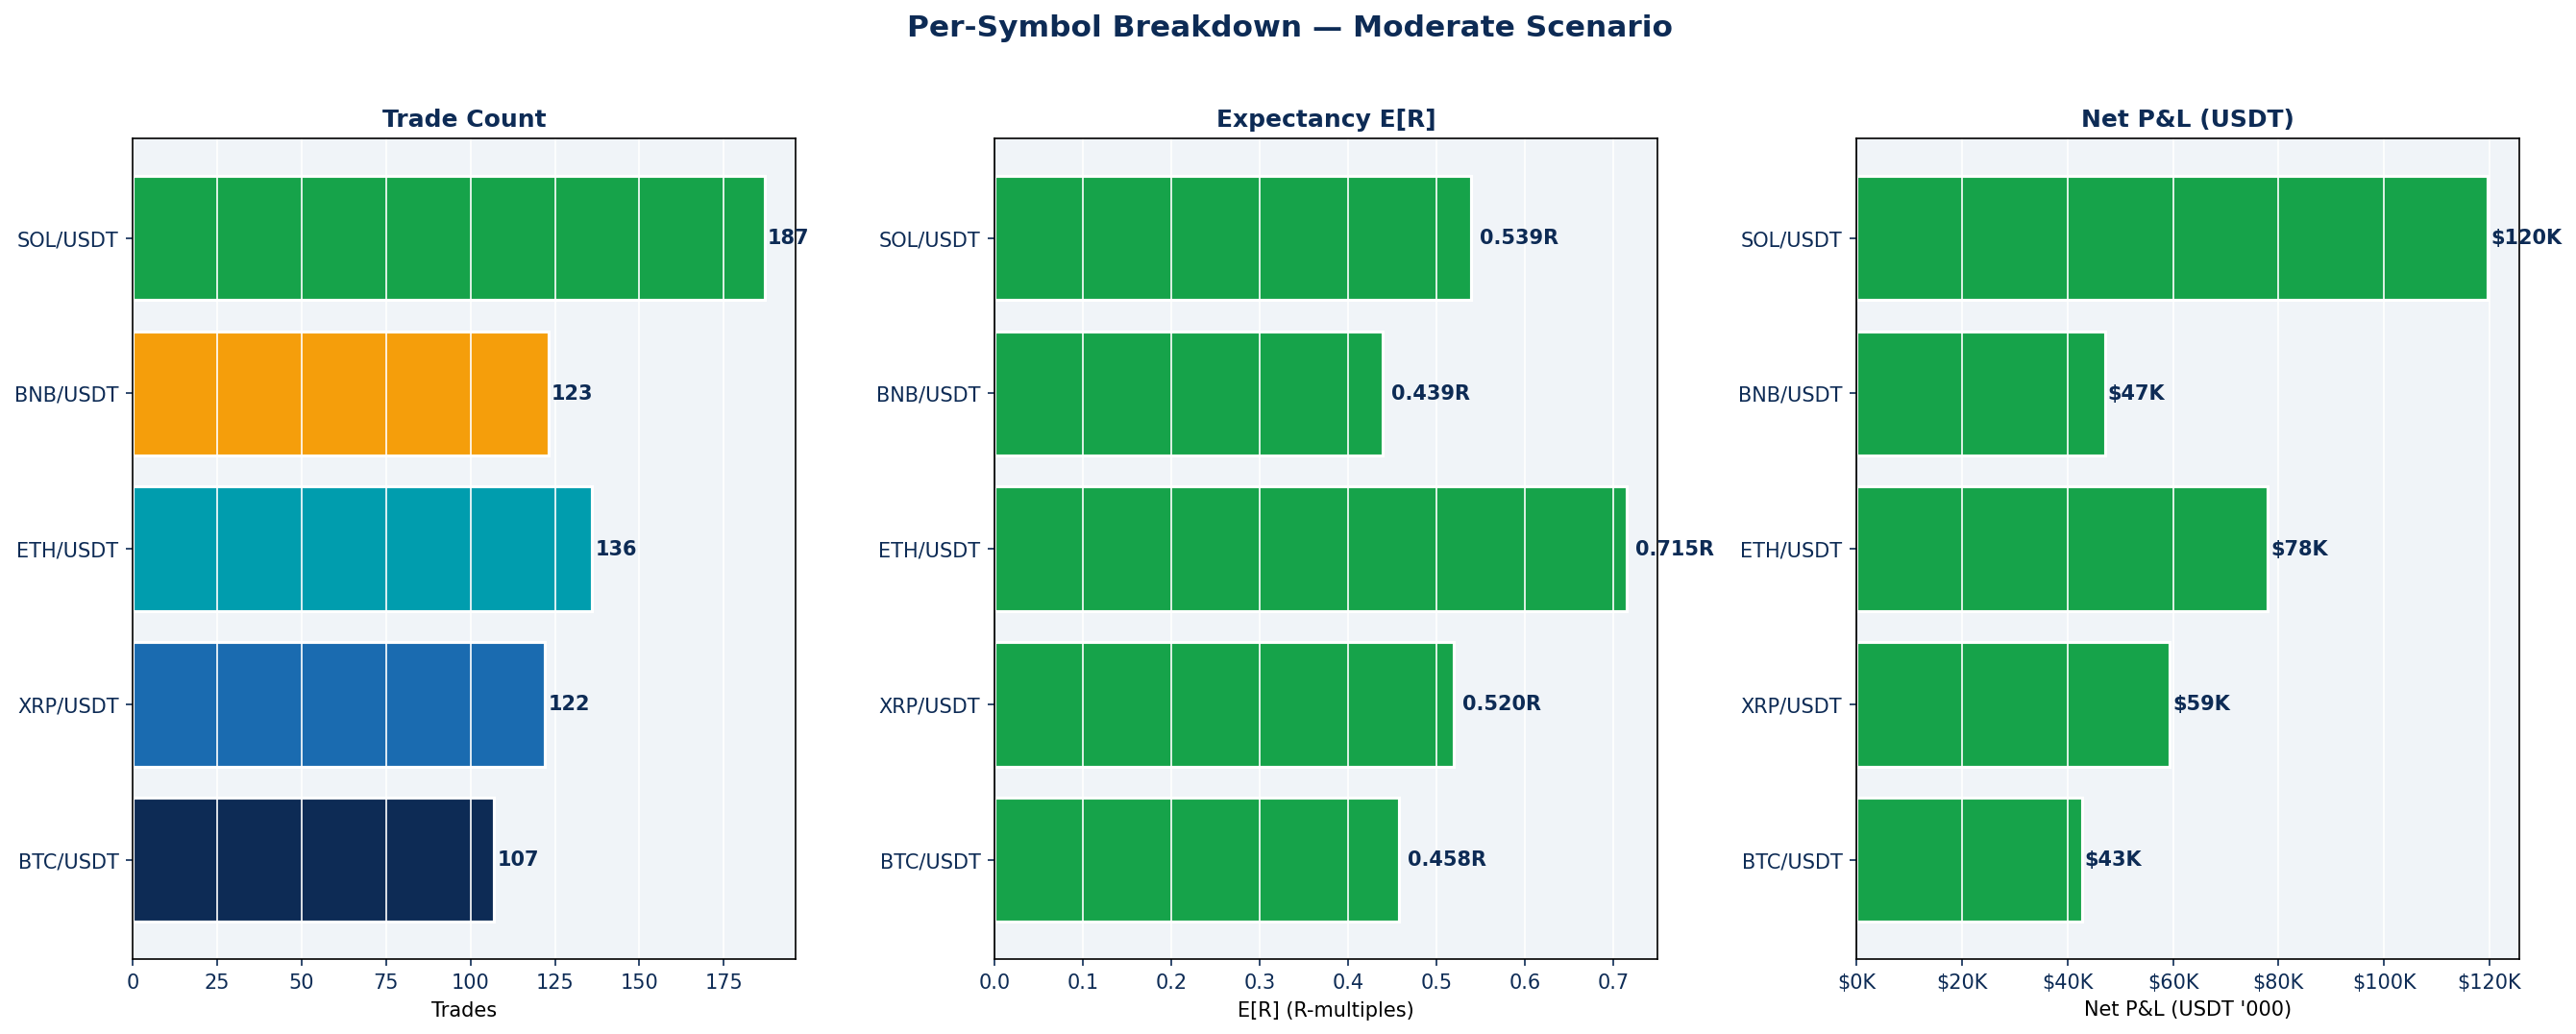 Per-Symbol Breakdown — Moderate Scenario
Trade Count
SOL/USDT
187
BNB/USDT
123
ETH/USDT
136
XRP/USDT
122
BTC/USDT
107
0 25 50 75 100 125 150 175
Trades
Expectancy E[R]
SOL/USDT
0.539R
BNB/USDT
0.439R
ETH/USDT
0.715R
XRP/USDT
0.520R
BTC/USDT
0.458R
0.0 0.1 0.2 0.3 0.4 0.5 0.6 0.7
E[R] (R-multiples)
Net P&L (USDT)
SOL/USDT
$120K
BNB/USDT
$47K
ETH/USDT
$78K
XRP/USDT
$59K
BTC/USDT
$43K
$0K $20K $40K $60K $80K $100K $120K
Net P&L (USDT '000)